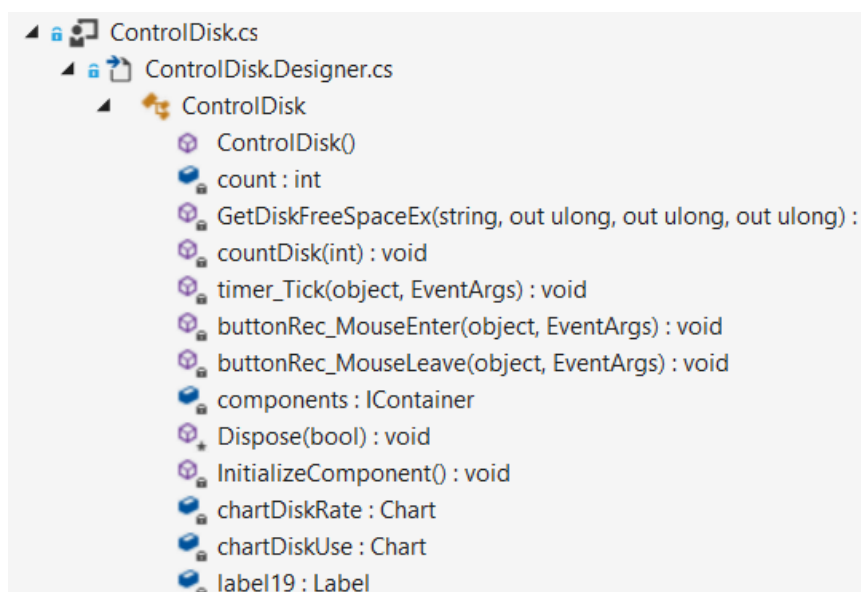 ControlDisk.cs
ControlDisk.Designer.cs
ControlDisk
ControlDisk()
count : int
GetDiskFreeSpaceEx(string, out ulong, out ulong, out ulong) :
countDisk(int) : void
timer_Tick(object, EventArgs) : void
buttonRec_MouseEnter(object, EventArgs) : void
buttonRec_MouseLeave(object, EventArgs) : void
components : IContainer
Dispose(bool) : void
InitializeComponent() : void
chartDiskRate : Chart
chartDiskUse : Chart
label19 : Label